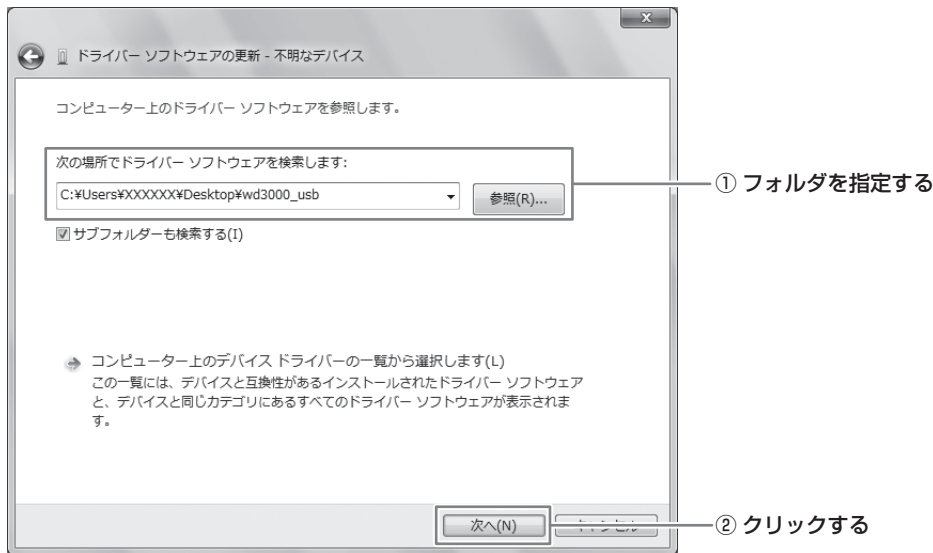 x
ドライバー ソフトウェアの更新 - 不明なデバイス
コンピューター上のドライバー ソフトウェアを参照します。
次の場所でドライバー ソフトウェアを検索します:
C:¥Users¥XXXXXX¥Desktop¥wd3000_usb
参照(R)...
① フォルダを指定する
サブフォルダーも検索する(I)
コンピューター上のデバイス ドライバーの一覧から選択します(L)
この一覧には、デバイスと互換性があるインストールされたドライバー ソフトウェア
と、デバイスと同じカテゴリにあるすべてのドライバー ソフトウェアが表示されま
す。
次へ(N)
キャンセル
② クリックする